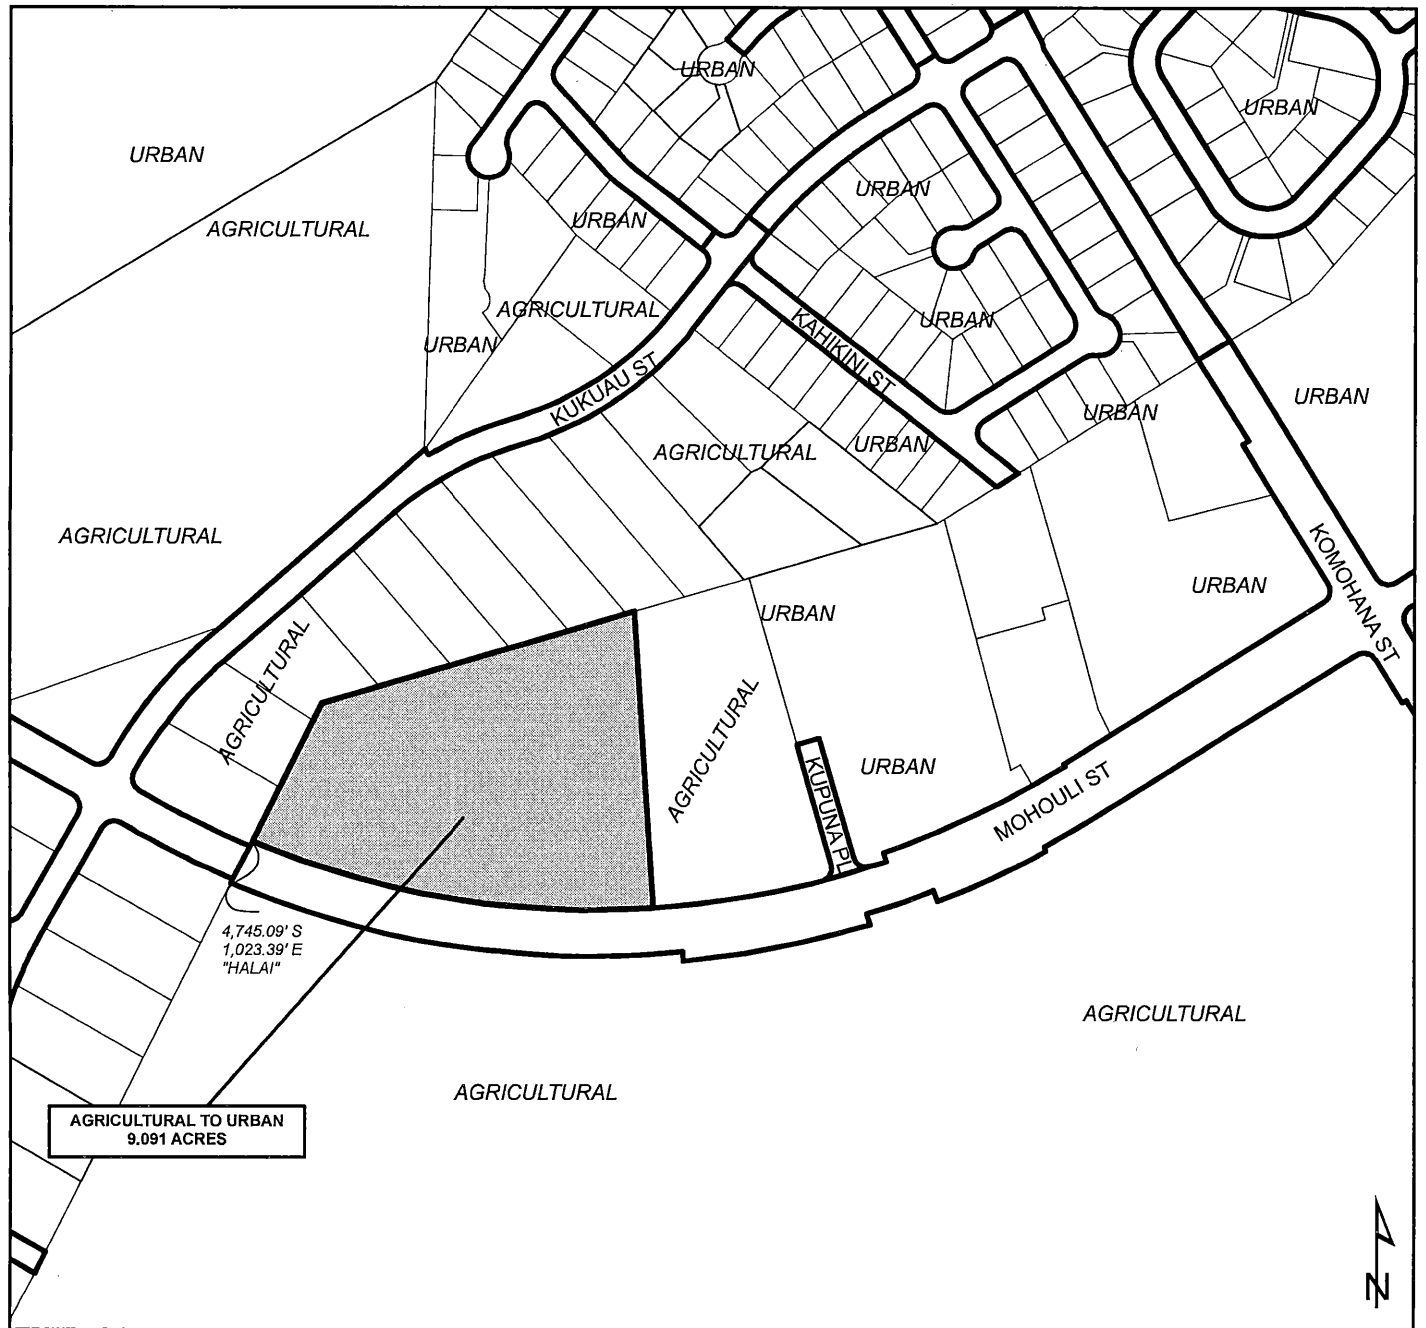 URBAN
URBAN
URBAN
URBAN
AGRICULTURAL
URBAN
AGRICULTURAL
URBAN
URBAN
KAHIKINI ST
KUKUAU ST
URBAN
URBAN
AGRICULTURAL
URBAN
AGRICULTURAL
KOMOHANA ST
URBAN
URBAN
AGRICULTURAL
AGRICULTURAL
URBAN
KUPUNA PL
MOHOULI ST
4,745.09' S
1,023.39' E
"HALAI"
AGRICULTURAL
AGRICULTURAL
AGRICULTURAL TO URBAN
9.091 ACRES
N